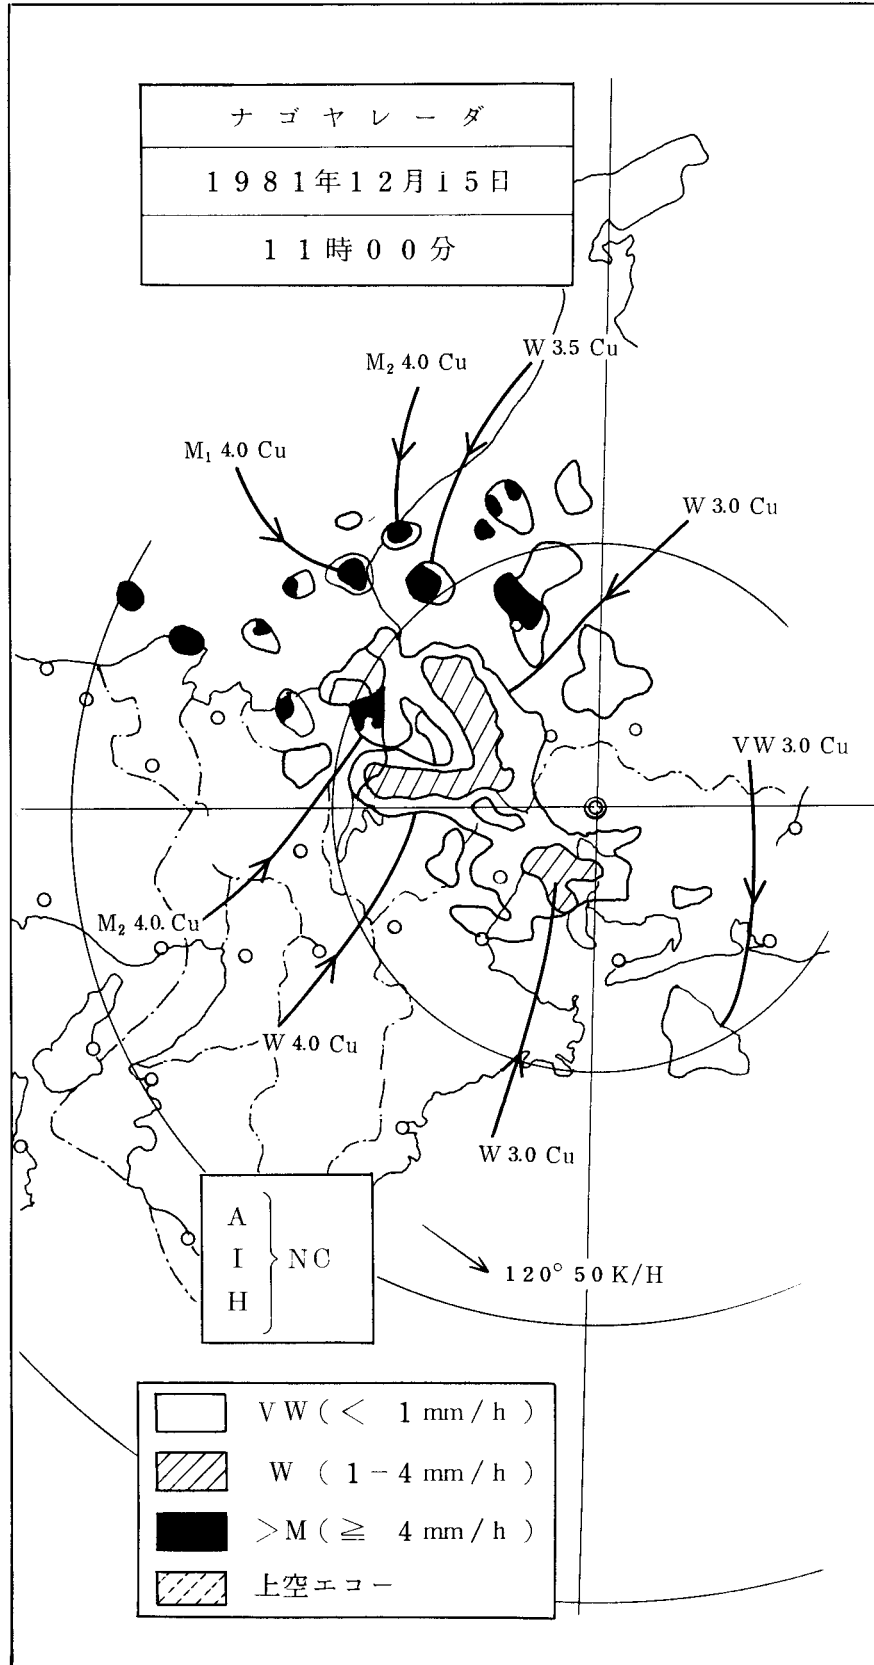 ナゴヤレーダ
1981年12月15日
11時00分
W 3.5 Cu
M₂ 4.0 Cu
M₁ 4.0 Cu
W 3.0 Cu
VW 3.0 Cu
M₂ 4.0. Cu
W 4.0 Cu
W 3.0 Cu
A
I
H
} NC
120° 50 K/H
VW (< 1 mm/h)
W (1-4 mm/h)
>M (≧ 4 mm/h)
上空エコー